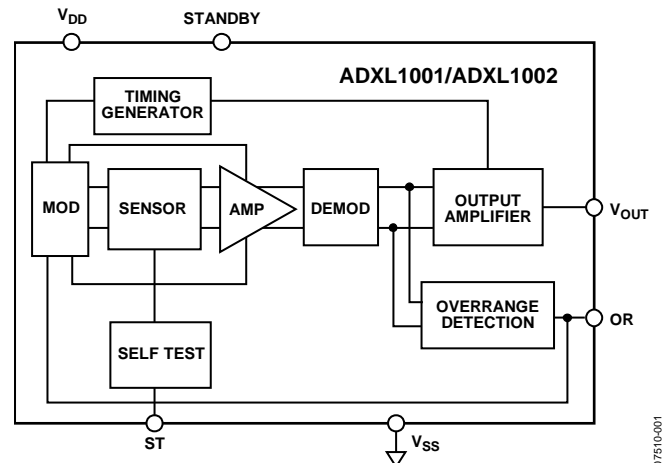 VDD
STANDBY
ADXL1001/ADXL1002
TIMING
GENERATOR
MOD
SENSOR
AMP
DEMOD
OUTPUT
AMPLIFIER
VOUT
OVERRANGE
DETECTION
OR
SELF TEST
ST
VSS